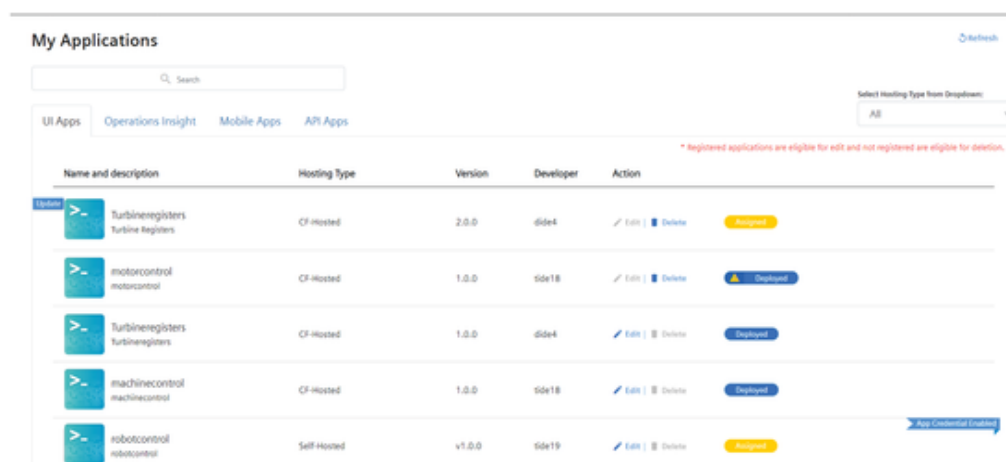 My Applications
Refresh
Search
Select Hosting Type from Dropdown:
All
UI Apps Operations Insight Mobile Apps API Apps
* Registered applications are eligible for edit and not registered are eligible for deletion.
Name and description Hosting Type Version Developer Action
Update
>_ Turbineregisters CF-Hosted 2.0.0 dide4 Edit | Delete Assigned
Turbine Registers
>_ motorcontrol CF-Hosted 1.0.0 tide18 Edit | Delete Deployed
motorcontrol
>_ Turbineregisters CF-Hosted 1.0.0 dide4 Edit | Delete Deployed
Turbineregisters
>_ machinecontrol CF-Hosted 1.0.0 tide18 Edit | Delete Deployed
machinecontrol
App Credential Enabled
>_ robotcontrol Self-Hosted v1.0.0 tide19 Edit | Delete Assigned
robotcontrol